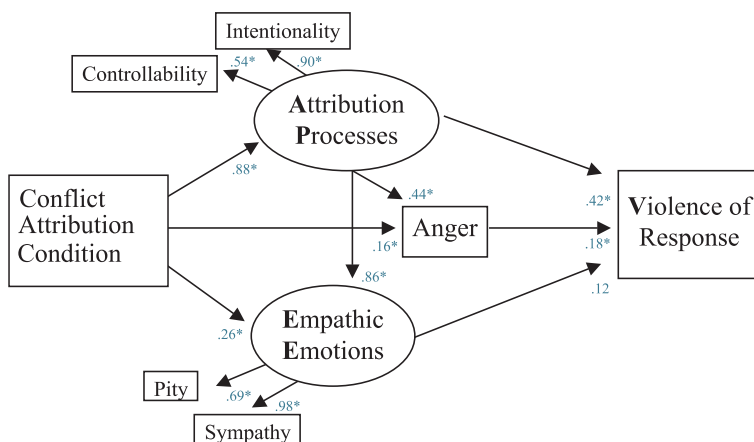 Intentionality
.54*
.90*
Controllability
Attribution
Processes
.88*
.44*
.42*
Conflict
Attribution
Condition
Anger
Violence of
Response
.16*
.18*
.86*
.12
.26*
Empathic
Emotions
Pity
.69*
.98*
Sympathy